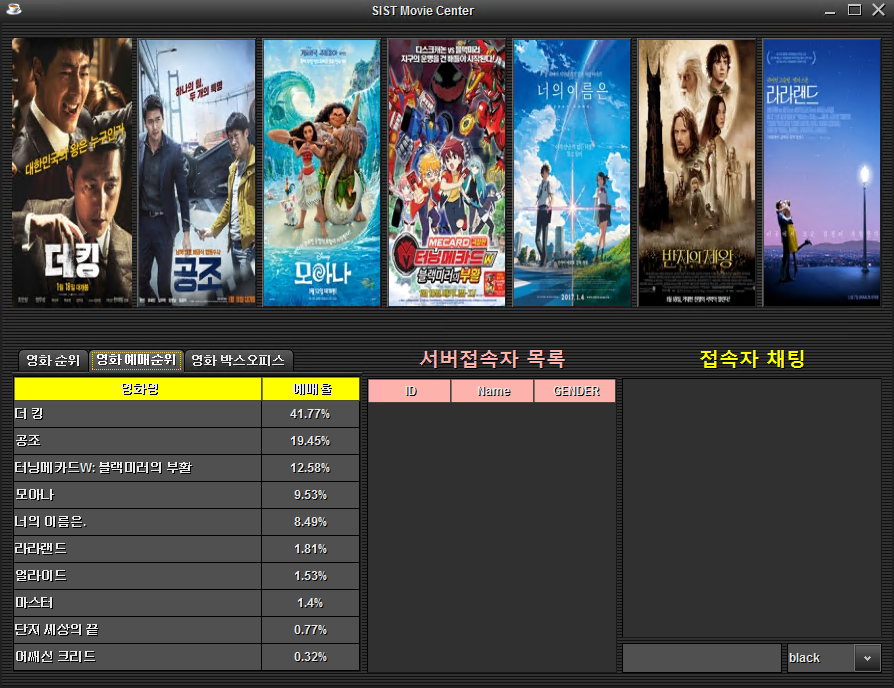 SIST Movie Center
대한민국의 왕은 누구인가
더킹
1월 18일 대개봉
하나의 팀,
두 개의 특명
공조
모아나
디스크캐논 vs 블랙미러
지구의 운명을 건 배틀이 시작된다!
MECARD
터닝메카드W
블랙미러의 부활
너의 이름은
2017.1.4
반지의 제왕
라라랜드
영화 순위
영화예매순위
영화 박스오피스
영화명
예매율
더 킹
41.77%
공조
19.45%
터닝메카드W: 블랙미러의 부활
12.58%
모아나
9.53%
너의 이름은.
8.49%
라라랜드
1.81%
얼라이드
1.53%
마스터
1.4%
단지 세상의 끝
0.77%
어쌔신 크리드
0.32%
서버접속자 목록
ID
Name
GENDER
접속자 채팅
black